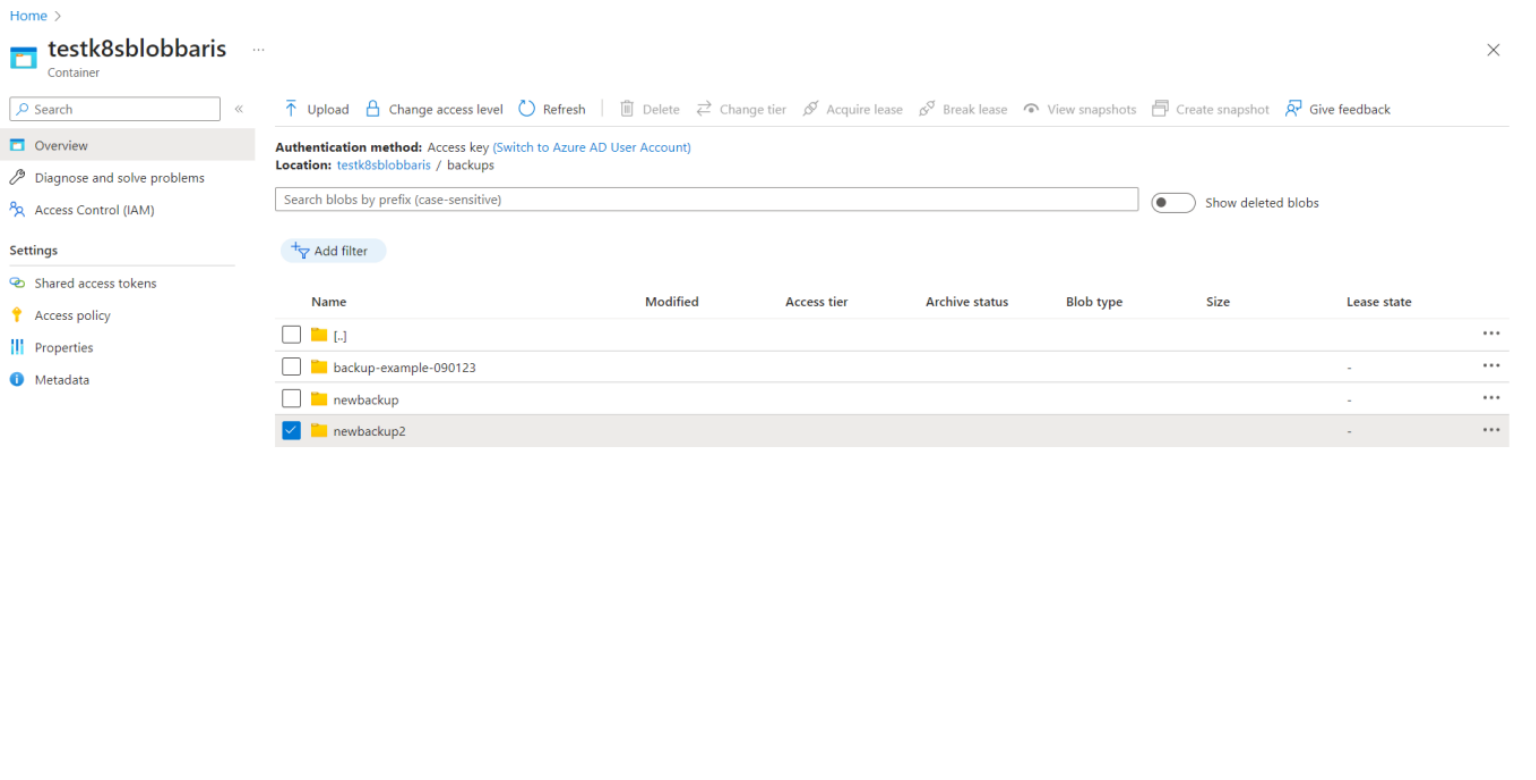 Home >
testk8sblobbaris ...
Container
Search «
Upload Change access level Refresh Delete Change tier Acquire lease Break lease View snapshots Create snapshot Give feedback
Overview
Diagnose and solve problems
Access Control (IAM)
Settings
Shared access tokens
Access policy
Properties
Metadata
Authentication method: Access key (Switch to Azure AD User Account)
Location: testk8sblobbaris / backups
Search blobs by prefix (case-sensitive)
Show deleted blobs
Add filter
Name Modified Access tier Archive status Blob type Size Lease state
[..] ...
backup-example-090123 - ...
newbackup - ...
newbackup2 - ...